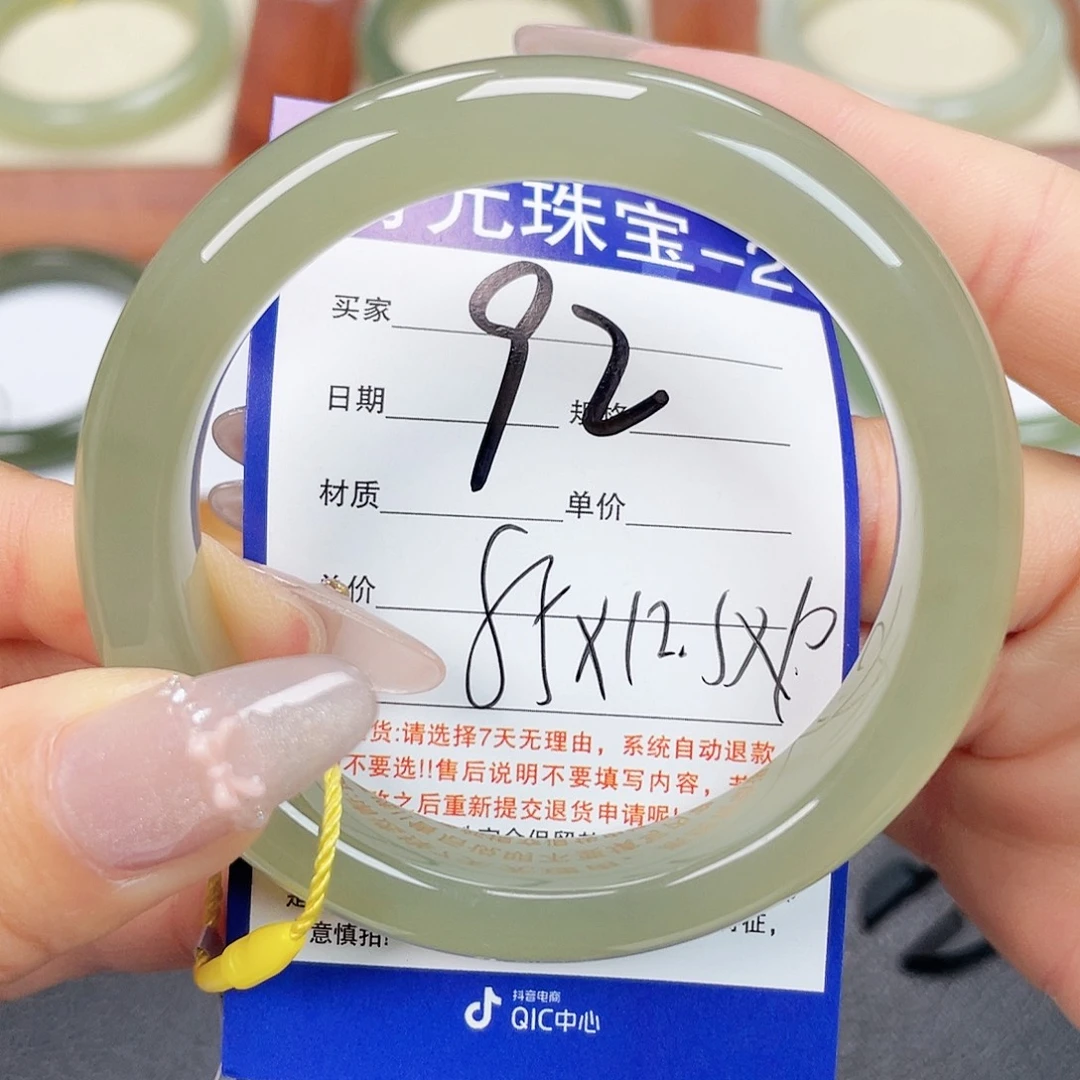 元珠宝-2
买家
92
日期 规格
材质 单价
单价
85x12.5x
货:请选择7天无理由，系统自动退款
不要选!!售后说明不要填写内容，
之后重新提交退货申请呢!
意慎拍!
抖音电商
QIC中心